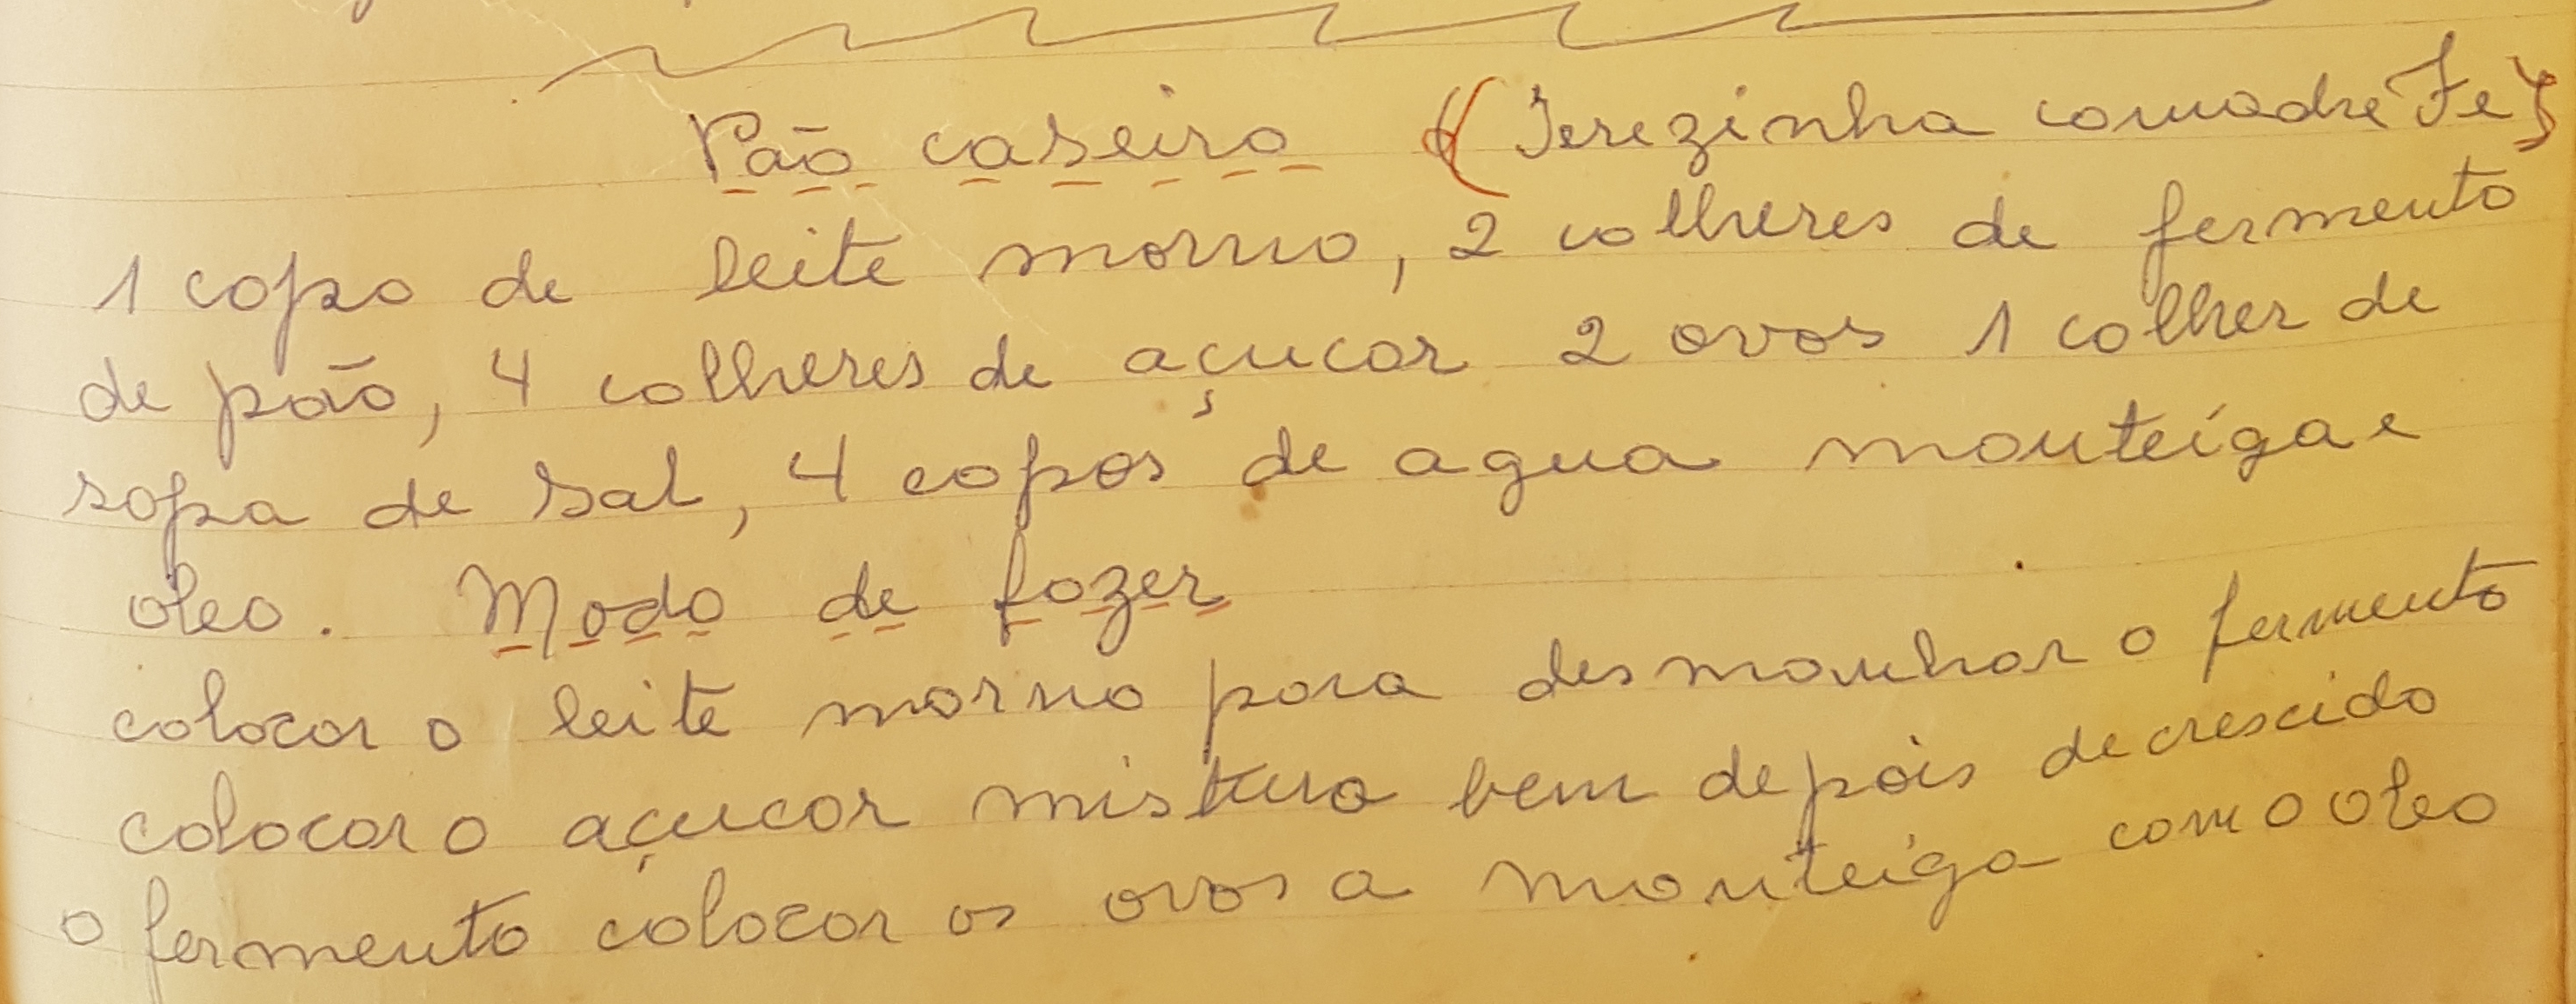 Pão caseiro (Terezinha comadre Fe)
1 copo de leite morno, 2 colheres de fermento
de pão, 4 colheres de açucar 2 ovos 1 colher de
sopa de sal, 4 copos de agua manteiga e
oleo. Modo de fazer
colocar o leite morno para desmanchar o fermento
colocar o açucar mistura bem depois de crescido
o fermento colocar os ovos a manteiga com o oleo